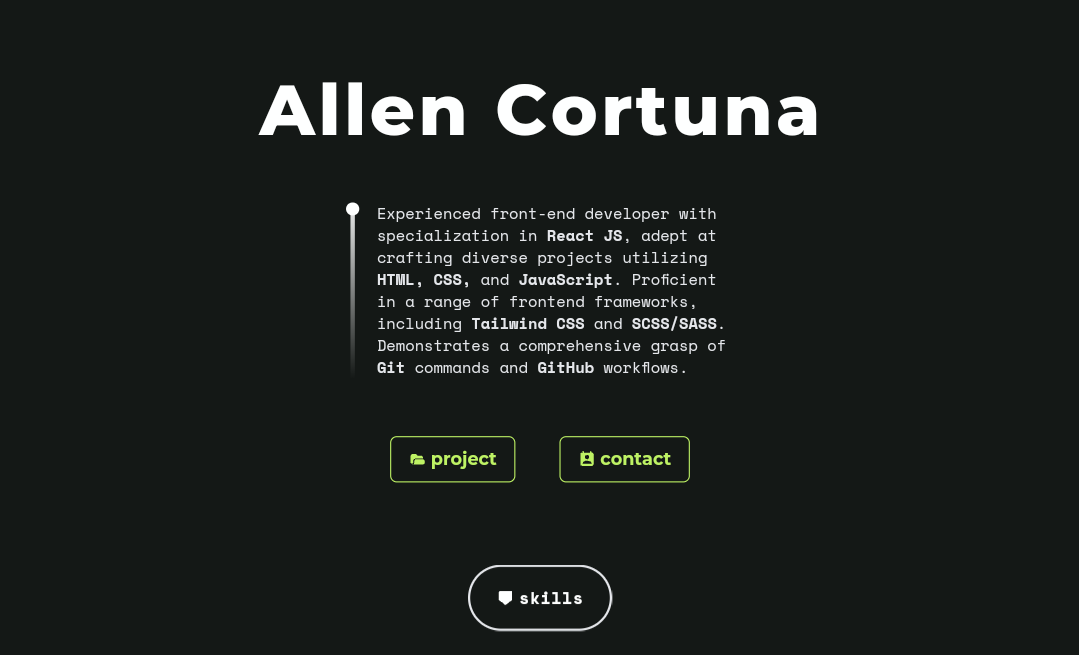 Allen Cortuna
Experienced front-end developer with
specialization in React JS, adept at
crafting diverse projects utilizing
HTML, CSS, and JavaScript. Proficient
in a range of frontend frameworks,
including Tailwind CSS and SCSS/SASS.
Demonstrates a comprehensive grasp of
Git commands and GitHub workflows.
project
contact
skills